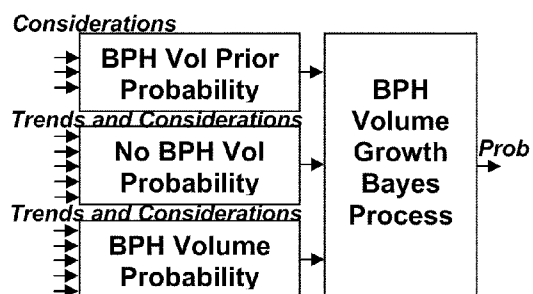 Considerations
BPH Vol Prior
Probability
Trends and Considerations
No BPH Vol
Probability
Trends and Considerations
BPH Volume
Probability
BPH
Volume
Growth
Bayes
Process
Prob